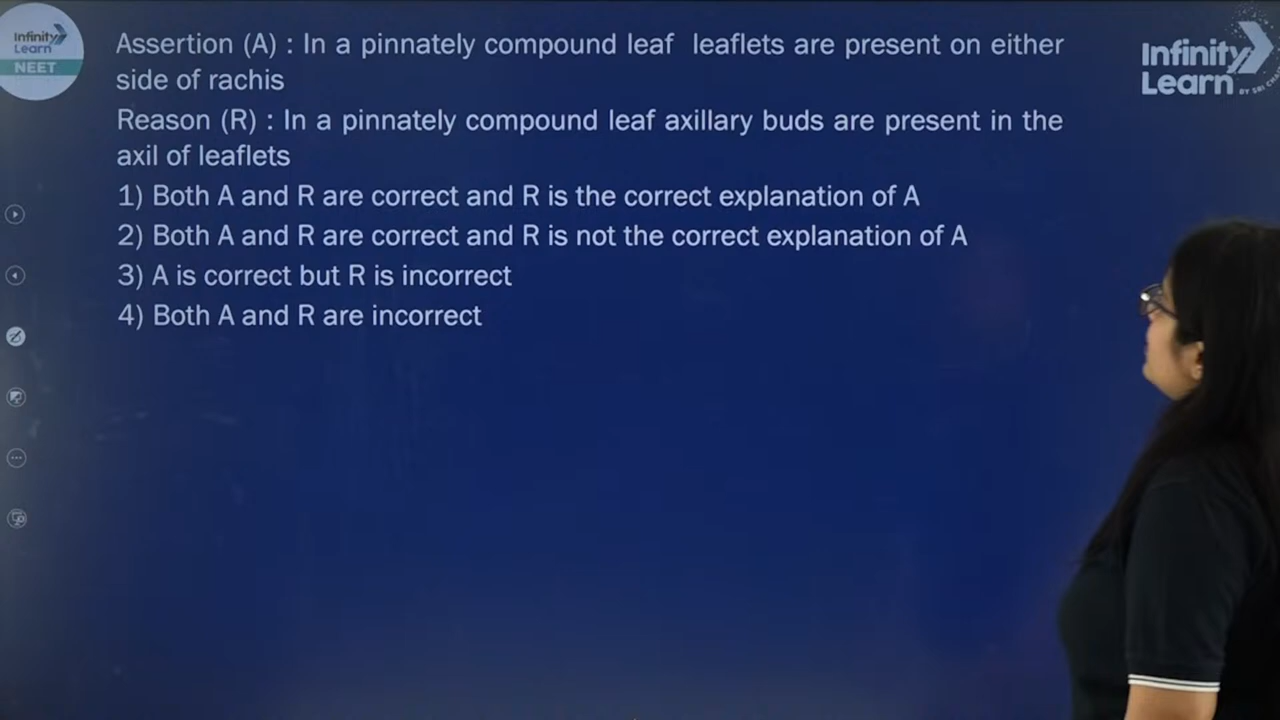 Infinity
Learn
NEET
Assertion (A) : In a pinnately compound leaf leaflets are present on either
side of rachis
Reason (R) : In a pinnately compound leaf axillary buds are present in the
axil of leaflets
1) Both A and R are correct and R is the correct explanation of A
2) Both A and R are correct and R is not the correct explanation of A
3) A is correct but R is incorrect
4) Both A and R are incorrect
Infinity
Learn
BY SRI